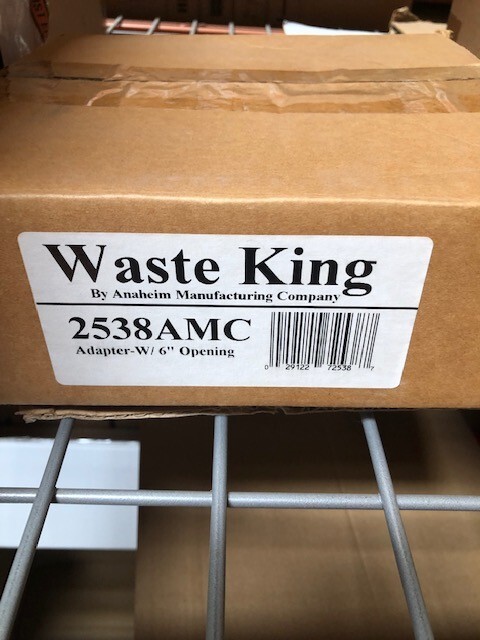 Waste King
By Anaheim Manufacturing Company
2538AMC
Adapter-W/ 6" Opening
0 29122 72538 7